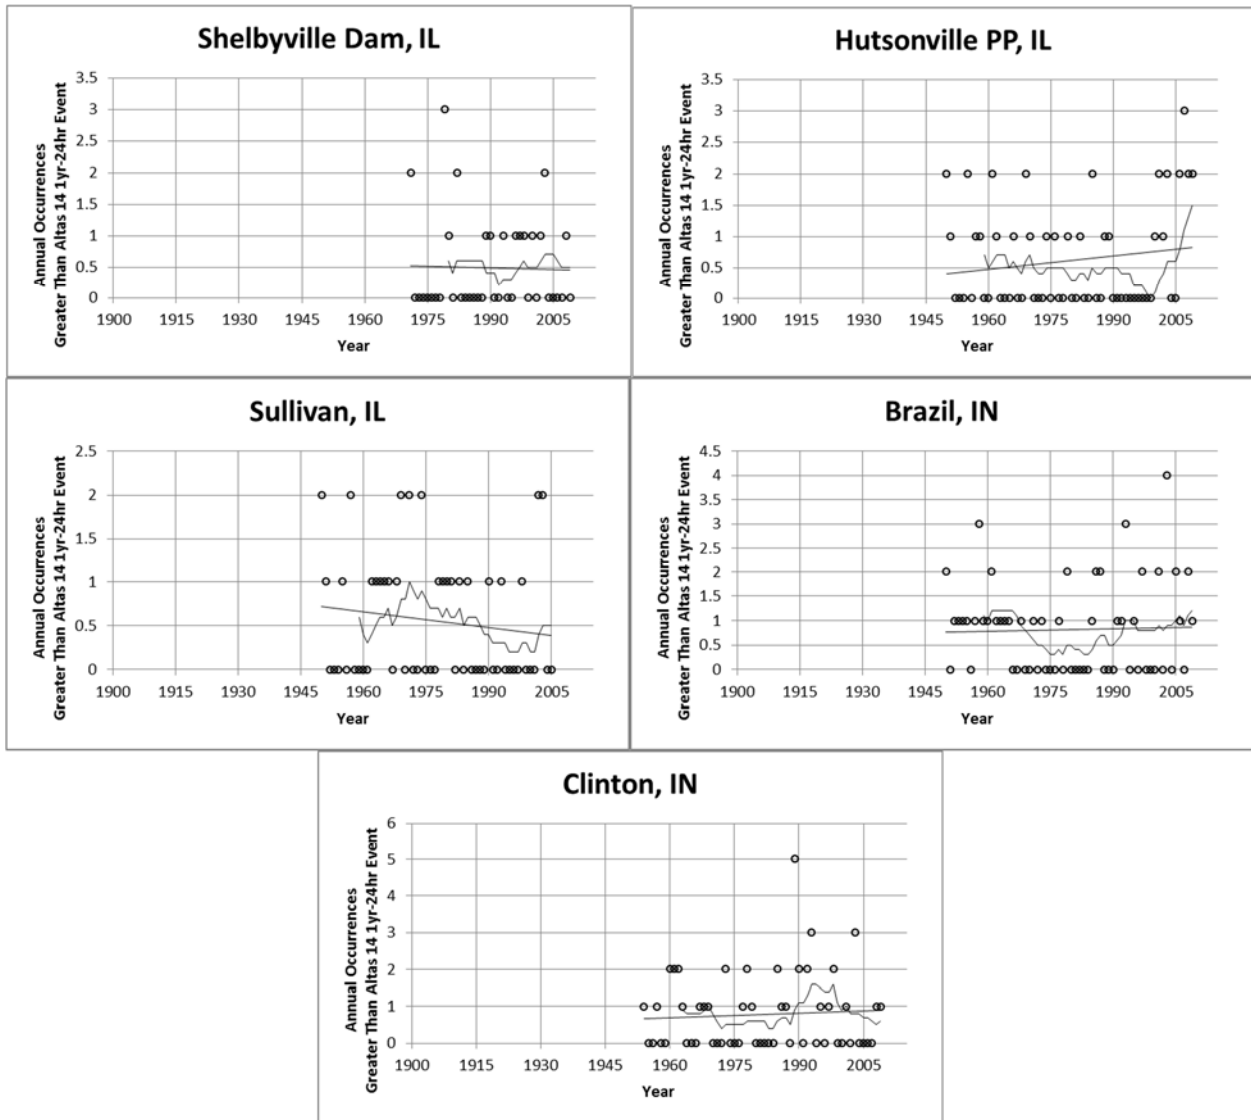 Shelbyville Dam, IL
Annual Occurrences
Greater Than Altas 14 1yr-24hr Event
3.5
3
2.5
2
1.5
1
0.5
0
1900 1915 1930 1945 1960 1975 1990 2005
Year
Hutsonville PP, IL
Annual Occurrences
Greater Than Altas 14 1yr-24hr Event
3.5
3
2.5
2
1.5
1
0.5
0
1900 1915 1930 1945 1960 1975 1990 2005
Year
Sullivan, IL
Annual Occurrences
Greater Than Altas 14 1yr-24hr Event
2.5
2
1.5
1
0.5
0
1900 1915 1930 1945 1960 1975 1990 2005
Year
Brazil, IN
Annual Occurrences
Greater Than Altas 14 1yr-24hr Event
4.5
4
3.5
3
2.5
2
1.5
1
0.5
0
1900 1915 1930 1945 1960 1975 1990 2005
Year
Clinton, IN
Annual Occurrences
Greater Than Altas 14 1yr-24hr Event
6
5
4
3
2
1
0
1900 1915 1930 1945 1960 1975 1990 2005
Year